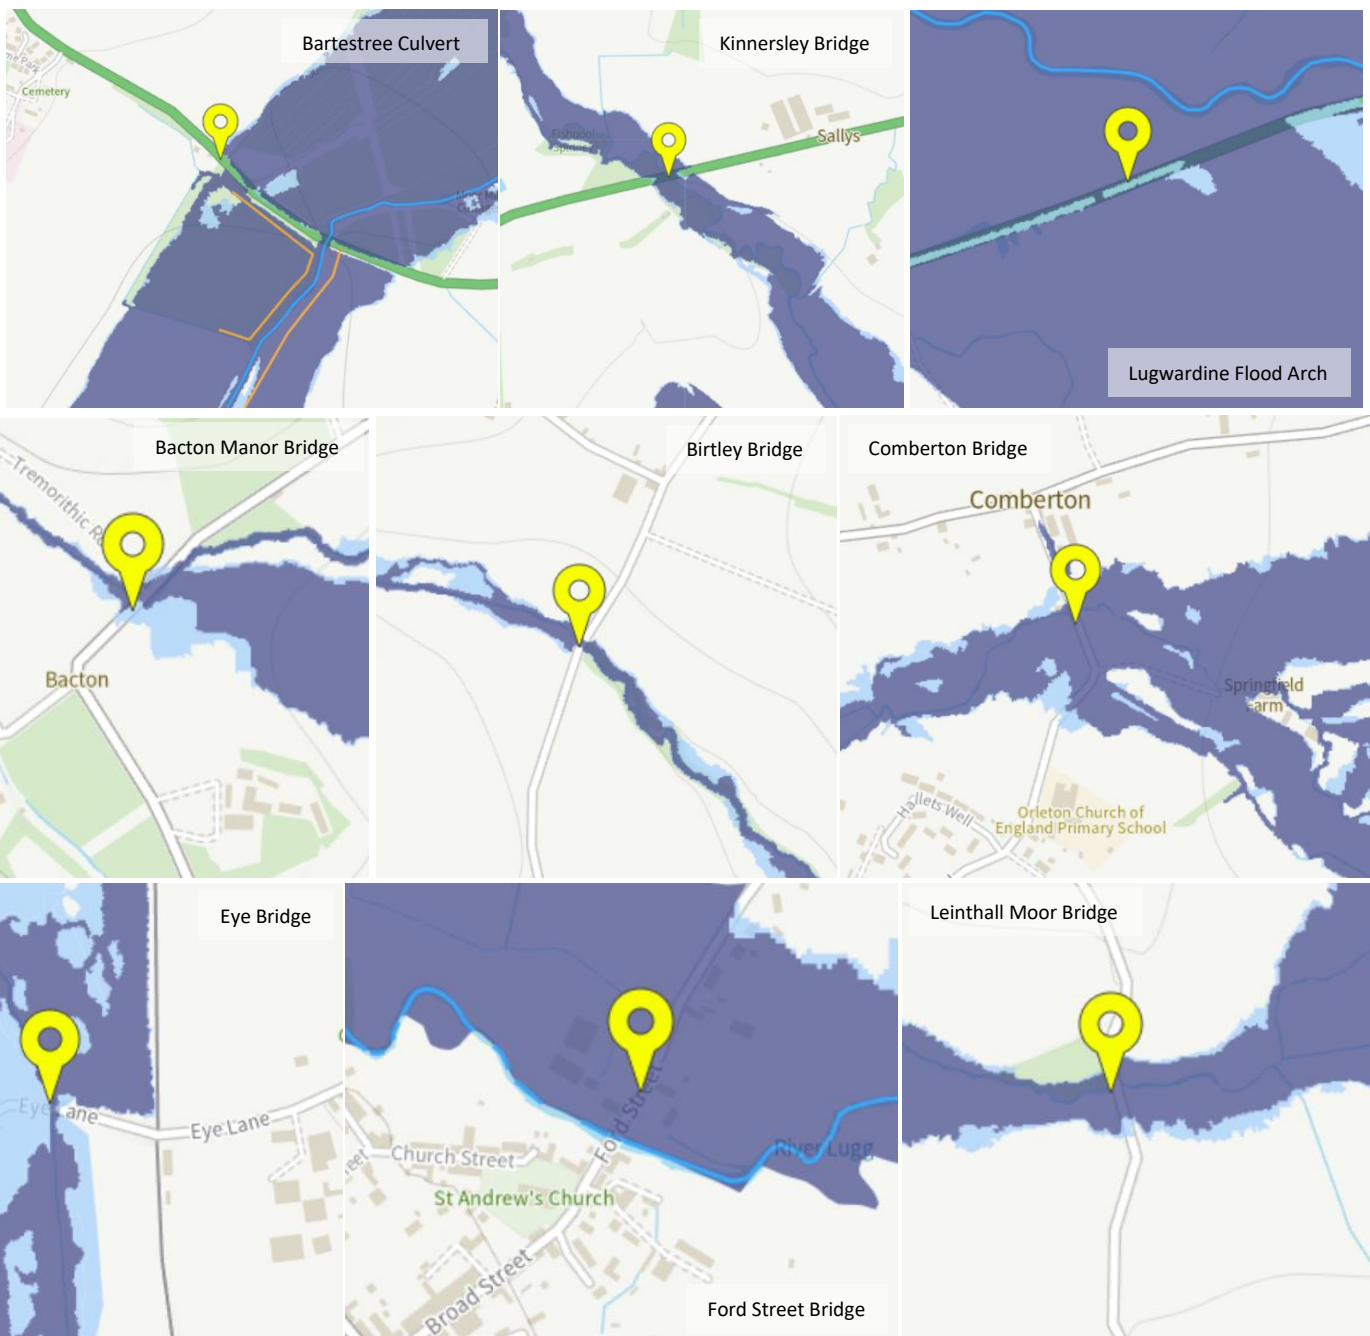 Bartestree Culvert
Cemetery
Kinnersley Bridge
Sallys
Lugwardine Flood Arch
Bacton Manor Bridge
Tremorithic
Bacton
Birtley Bridge
Comberton Bridge
Comberton
Springfield
Hallets Well
Orleton Church of
England Primary School
Eye Bridge
Eye Lane
Eye Lane
Ford Street Bridge
Ford Street
River Lugg
Church Street
St Andrew's Church
Broad Street
Leinthall Moor Bridge